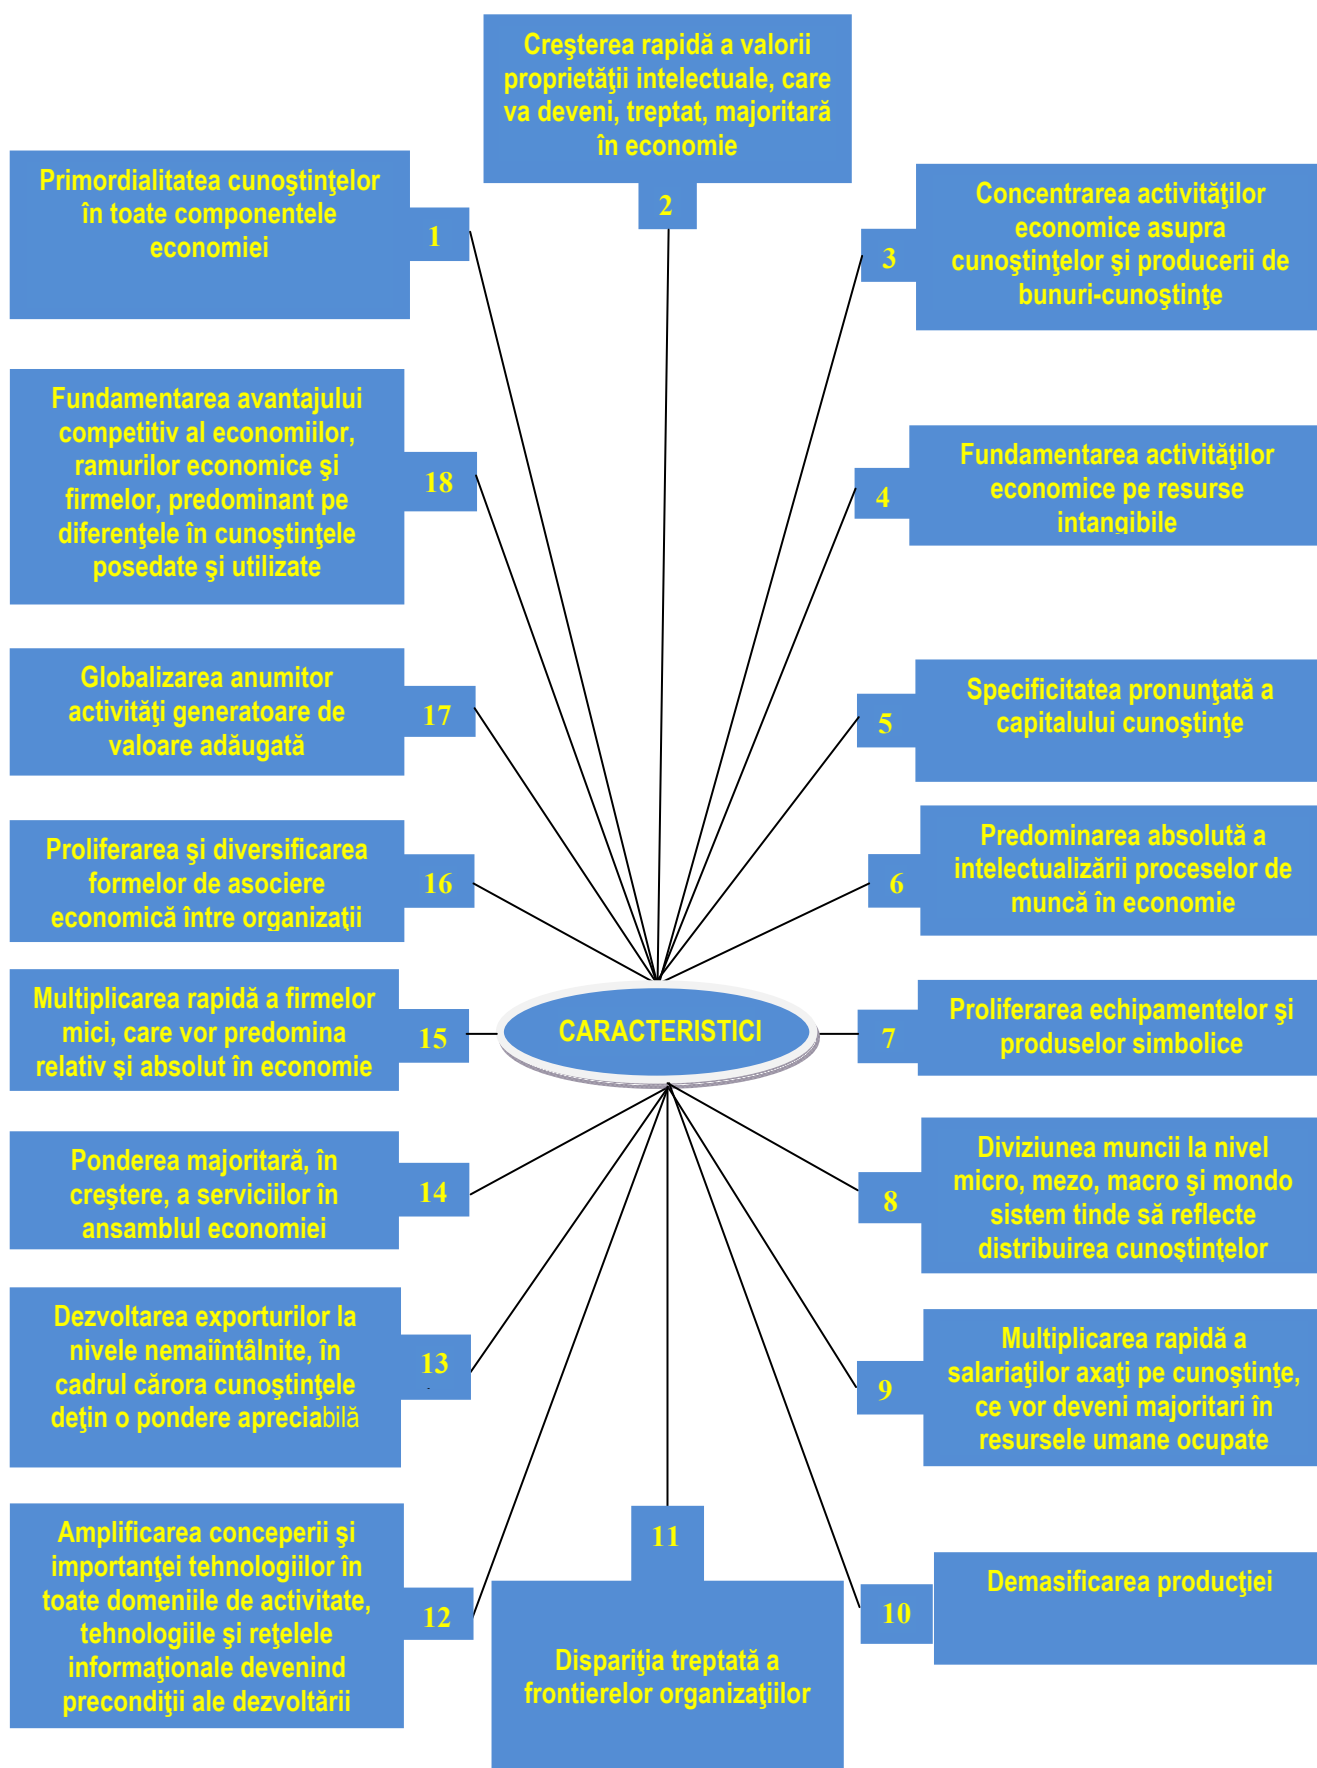 Creşterea rapidă a valorii
proprietăţii intelectuale, care
va deveni, treptat, majoritară
în economie
2
Primordialitatea cunoştinţelor
în toate componentele
economiei
1
Concentrarea activităţilor
economice asupra
cunoştinţelor şi producerii de
bunuri-cunoştinţe
3
Fundamentarea avantajului
competitiv al economiilor,
ramurilor economice şi
firmelor, predominant pe
diferenţele în cunoştinţele
posedate şi utilizate
18
Fundamentarea activităţilor
economice pe resurse
intangibile
4
Globalizarea anumitor
activităţi generatoare de
valoare adăugată
17
Specificitatea pronunţată a
capitalului cunoştinţe
5
Proliferarea şi diversificarea
formelor de asociere
economică între organizaţii
16
Predominarea absolută a
intelectualizării proceselor de
muncă în economie
6
Multiplicarea rapidă a firmelor
mici, care vor predomina
relativ şi absolut în economie
15
CARACTERISTICI
Proliferarea echipamentelor şi
produselor simbolice
7
Ponderea majoritară, în
creştere, a serviciilor în
ansamblul economiei
14
Diviziunea muncii la nivel
micro, mezo, macro şi mondo
sistem tinde să reflecte
distribuirea cunoştinţelor
8
Dezvoltarea exporturilor la
nivele nemaiîntâlnite, în
cadrul cărora cunoştinţele
deţin o pondere apreciabilă
13
Multiplicarea rapidă a
salariaţilor axaţi pe cunoştinţe,
ce vor deveni majoritari în
resursele umane ocupate
9
Amplificarea conceperii şi
importanţei tehnologiilor în
toate domeniile de activitate,
tehnologiile şi reţelele
informaţionale devenind
precondiţii ale dezvoltării
12
11
Dispariţia treptată a
frontierelor organizaţiilor
Demasificarea producţiei
10